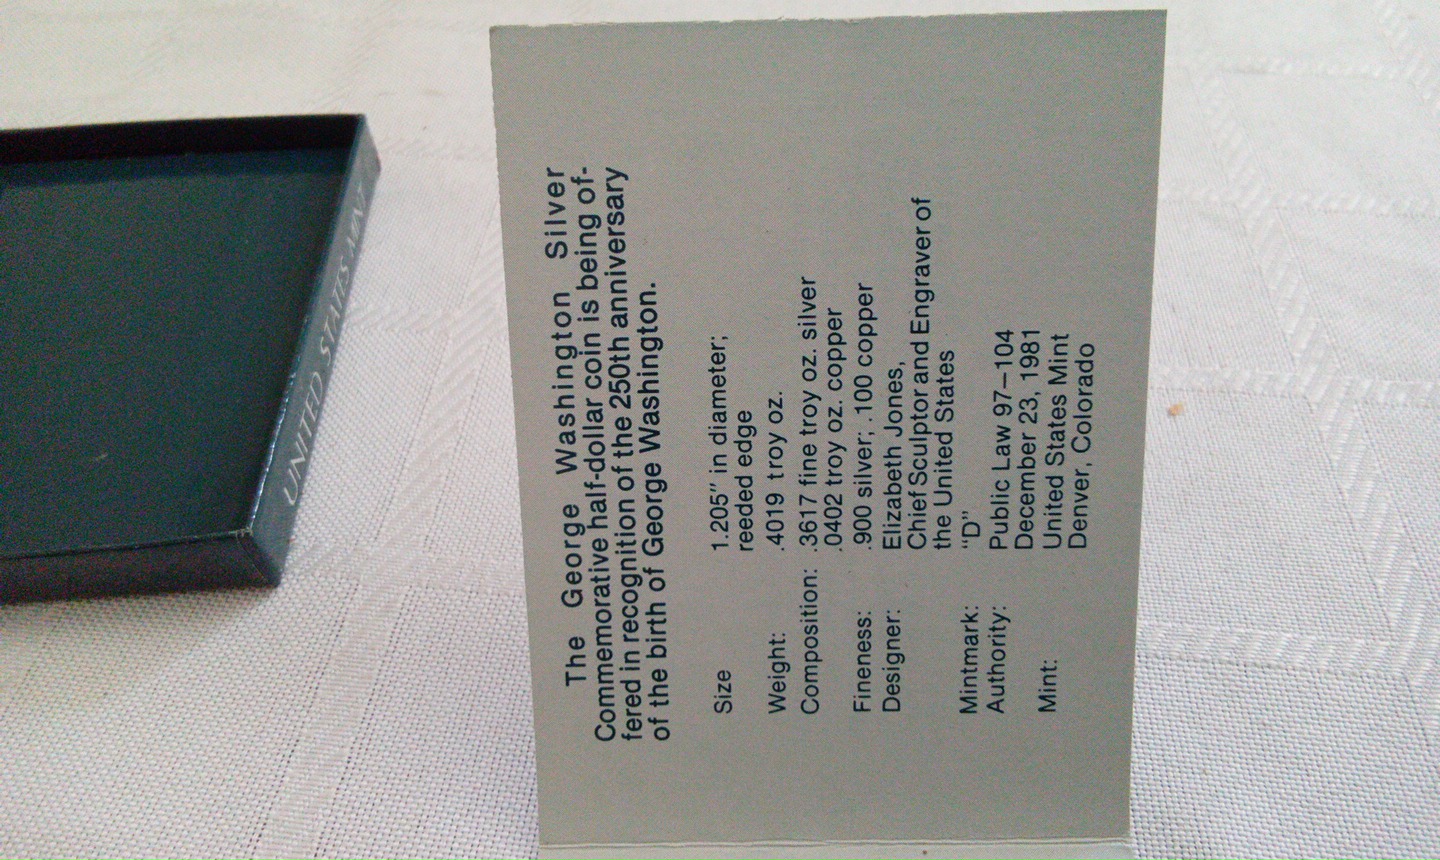 The George Washington Silver
Commemorative half-dollar coin is being of-
fered in recognition of the 250th anniversary
of the birth of George Washington.
Size 1.205" in diameter;
reeded edge
Weight: .4019 troy oz.
Composition: .3617 fine troy oz. silver
.0402 troy oz. copper
Fineness: .900 silver; .100 copper
Designer: Elizabeth Jones,
Chief Sculptor and Engraver of
the United States
Mintmark: "D"
Authority: Public Law 97–104
December 23, 1981
Mint: United States Mint
Denver, Colorado
UNITED STATES MINT